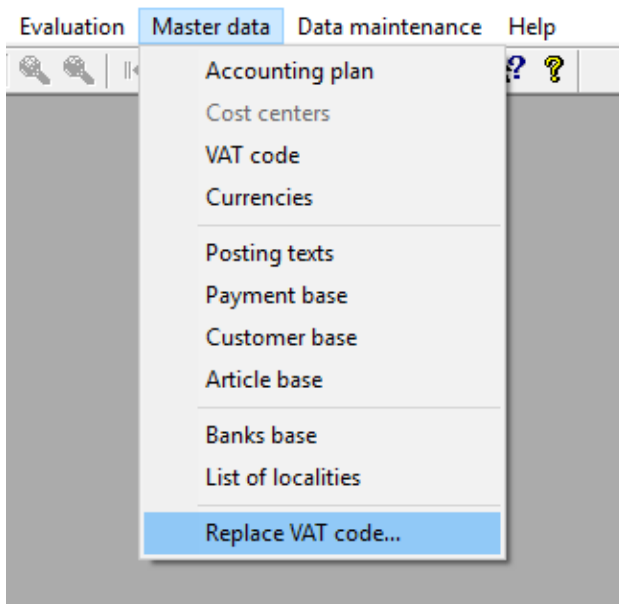 Evaluation Master data Data maintenance Help
Accounting plan
Cost centers
VAT code
Currencies
Posting texts
Payment base
Customer base
Article base
Banks base
List of localities
Replace VAT code...